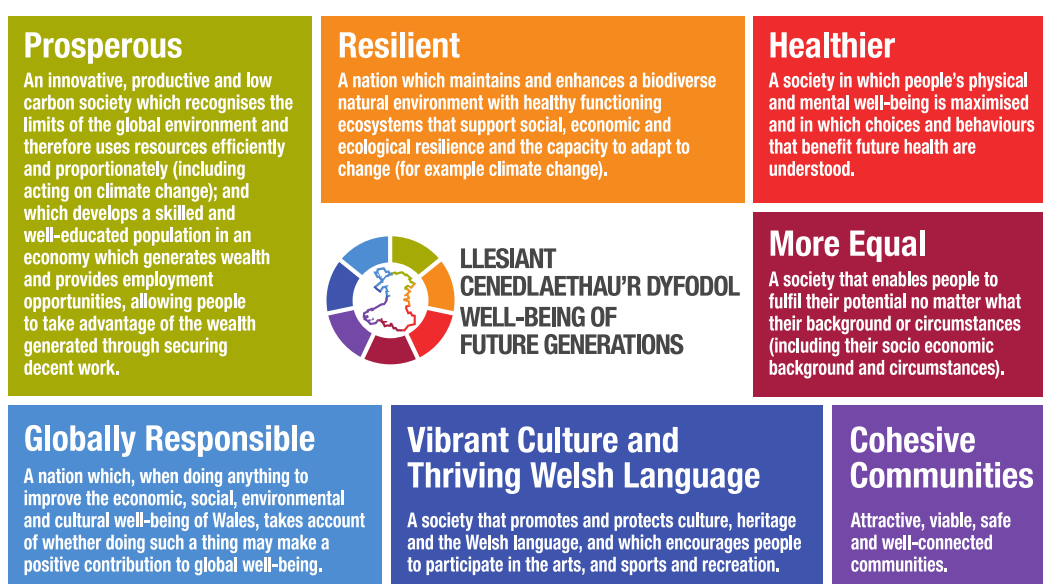 Prosperous
An innovative, productive and low
carbon society which recognises the
limits of the global environment and
therefore uses resources efficiently
and proportionately (including
acting on climate change); and
which develops a skilled and
well-educated population in an
economy which generates wealth
and provides employment
opportunities, allowing people
to take advantage of the wealth
generated through securing
decent work.
Resilient
A nation which maintains and enhances a biodiverse
natural environment with healthy functioning
ecosystems that support social, economic and
ecological resilience and the capacity to adapt to
change (for example climate change).
Healthier
A society in which people's physical
and mental well-being is maximised
and in which choices and behaviours
that benefit future health are
understood.
LLESIANT
CENEDLAETHAU'R DYFODOL
WELL-BEING OF
FUTURE GENERATIONS
More Equal
A society that enables people to
fulfil their potential no matter what
their background or circumstances
(including their socio economic
background and circumstances).
Globally Responsible
A nation which, when doing anything to
improve the economic, social, environmental
and cultural well-being of Wales, takes account
of whether doing such a thing may make a
positive contribution to global well-being.
Vibrant Culture and
Thriving Welsh Language
A society that promotes and protects culture, heritage
and the Welsh language, and which encourages people
to participate in the arts, and sports and recreation.
Cohesive
Communities
Attractive, viable, safe
and well-connected
communities.